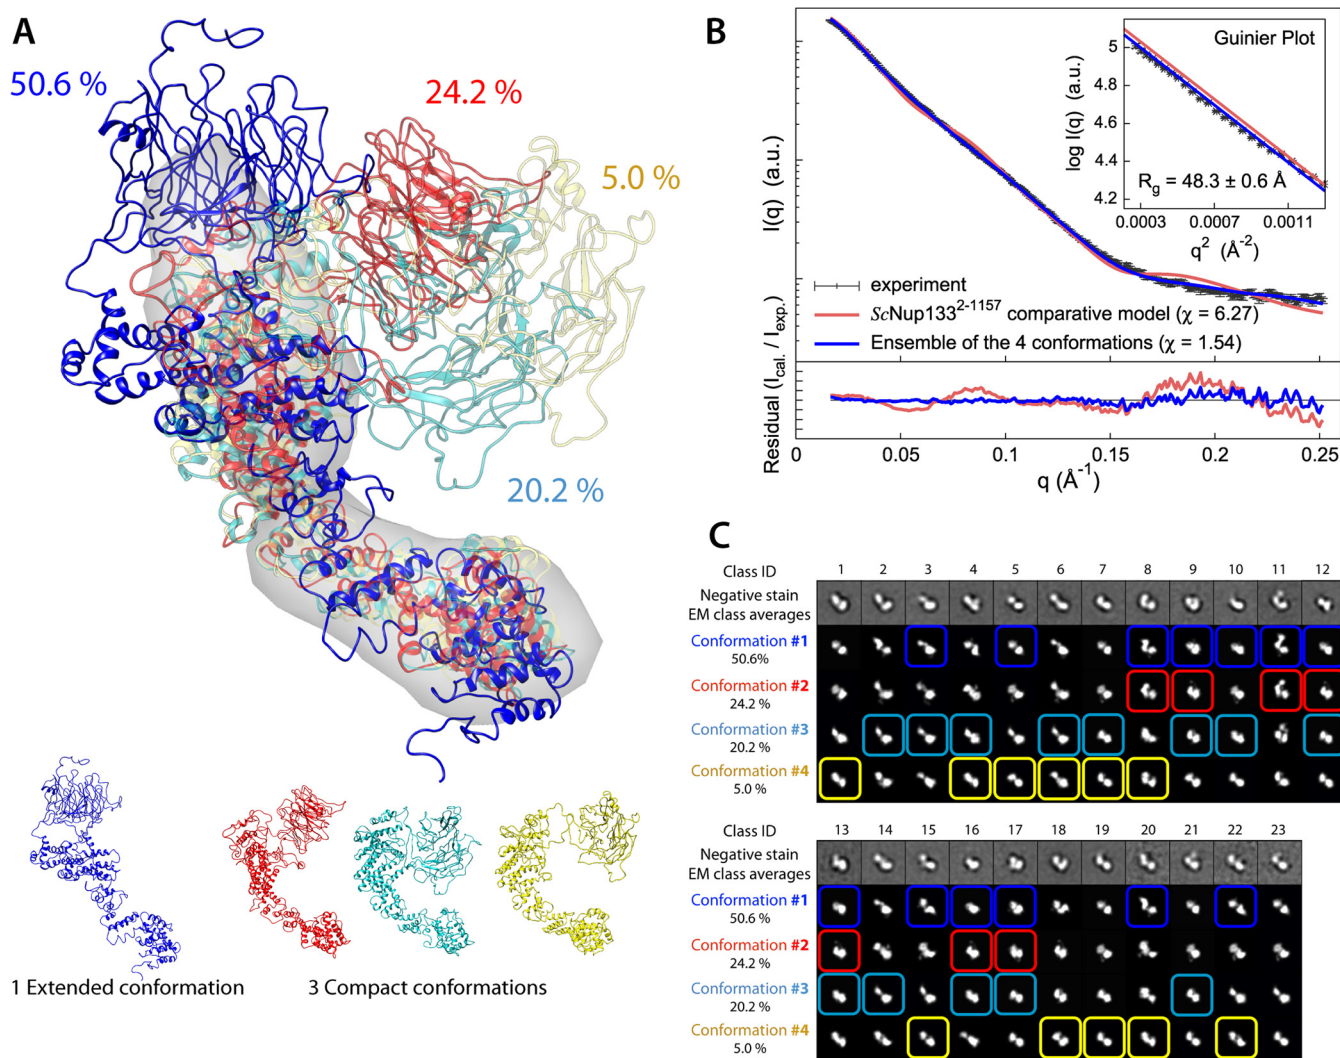 A
50.6 %
24.2 %
5.0 %
20.2 %
1 Extended conformation
3 Compact conformations
B
I(q) (a.u.)
Guinier Plot
log I(q) (a.u.)
5
4.8
4.6
4.4
4.2
R_g = 48.3 ± 0.6 Å
0.0003 0.0007 0.0011
q² (Å⁻²)
experiment
ScNup133²⁻¹¹⁵⁷ comparative model (χ = 6.27)
Ensemble of the 4 conformations (χ = 1.54)
Residual (I_cal. / I_exp.)
0 0.05 0.1 0.15 0.2 0.25
q (Å⁻¹)
C
Class ID 1 2 3 4 5 6 7 8 9 10 11 12
Negative stain
EM class averages
Conformation #1
50.6%
Conformation #2
24.2 %
Conformation #3
20.2 %
Conformation #4
5.0 %
Class ID 13 14 15 16 17 18 19 20 21 22 23
Negative stain
EM class averages
Conformation #1
50.6%
Conformation #2
24.2 %
Conformation #3
20.2 %
Conformation #4
5.0 %